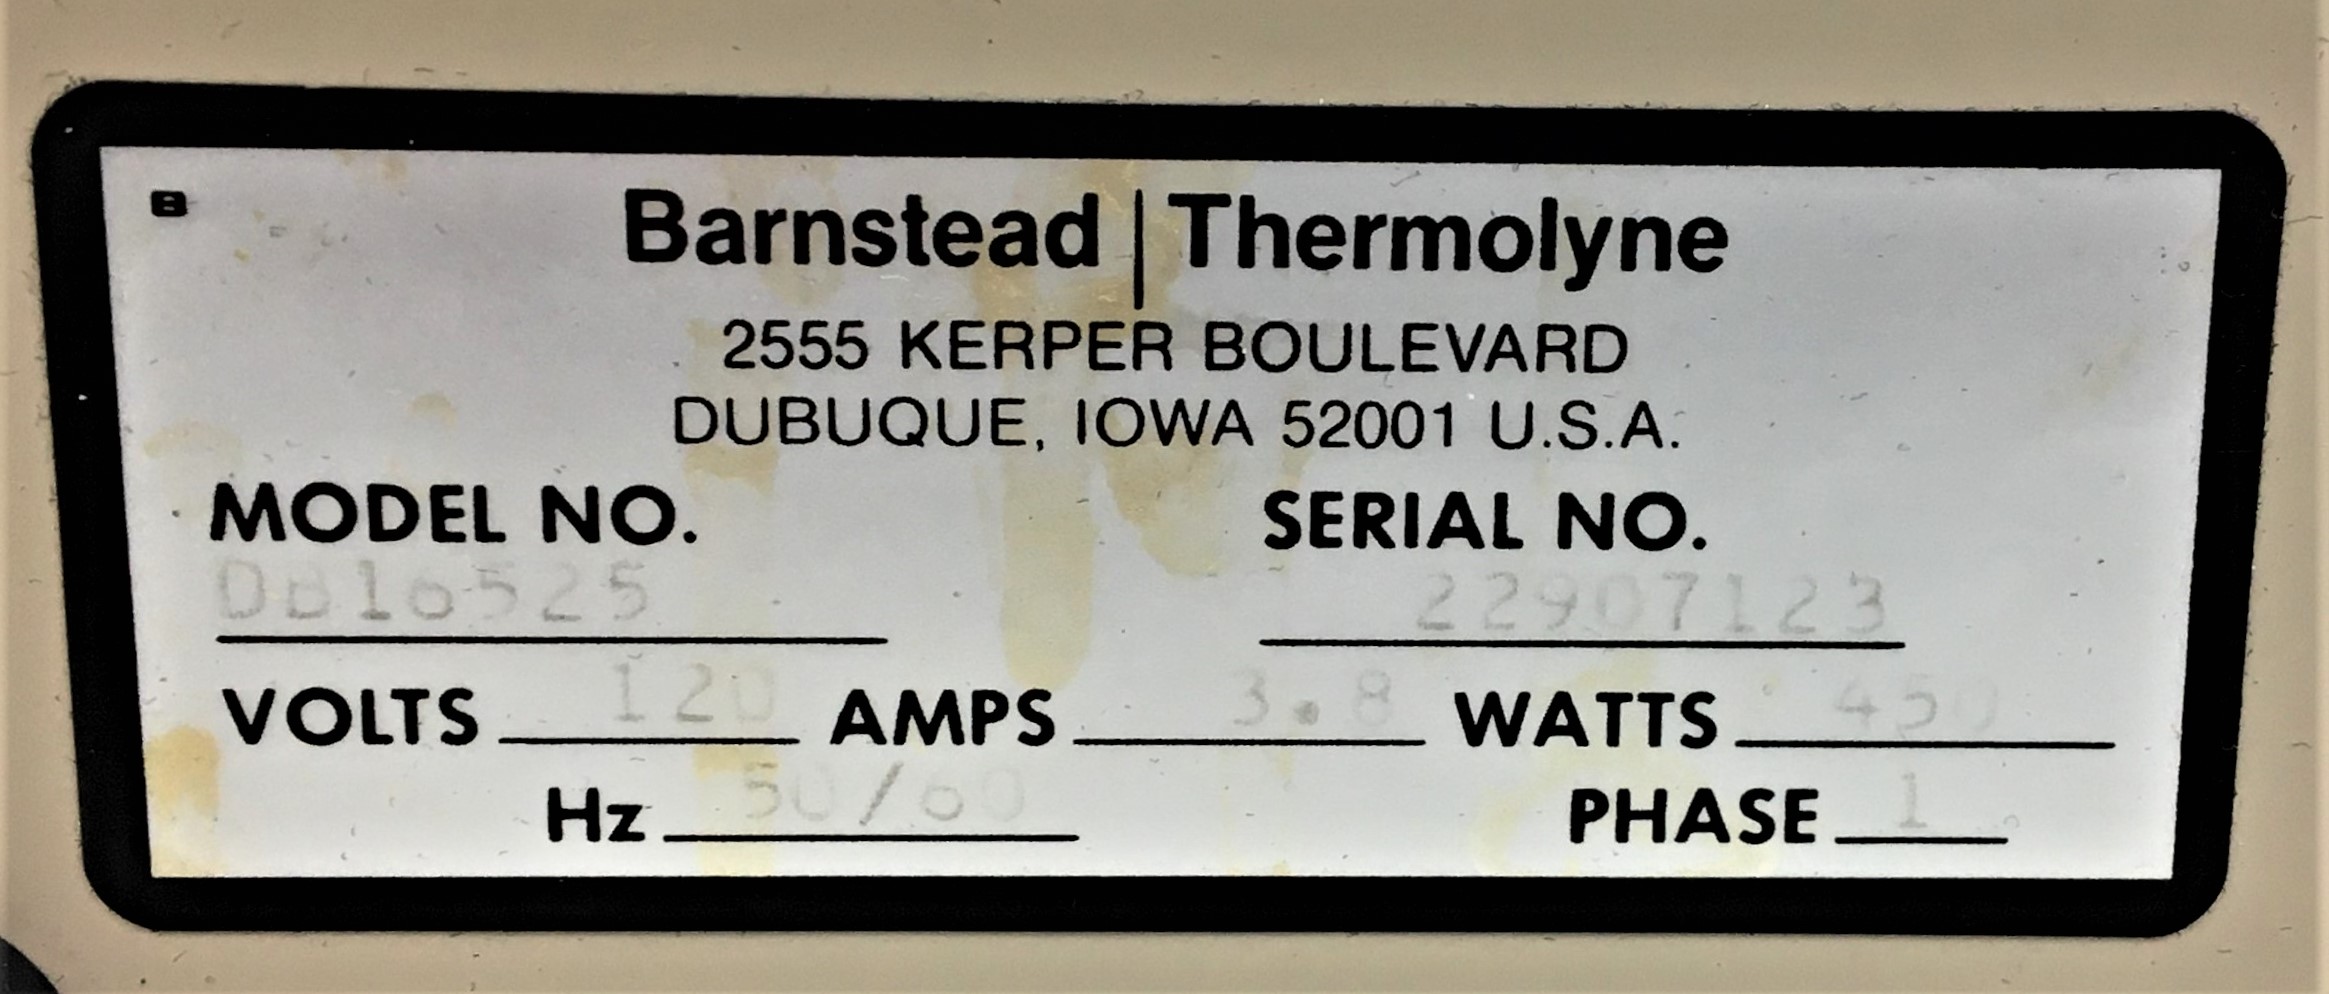 B
Barnstead | Thermolyne
2555 KERPER BOULEVARD
DUBUQUE, IOWA 52001 U.S.A.
MODEL NO. SERIAL NO.
DB16525 22907123
VOLTS 120 AMPS 3.8 WATTS 450
Hz 50/60 PHASE 1